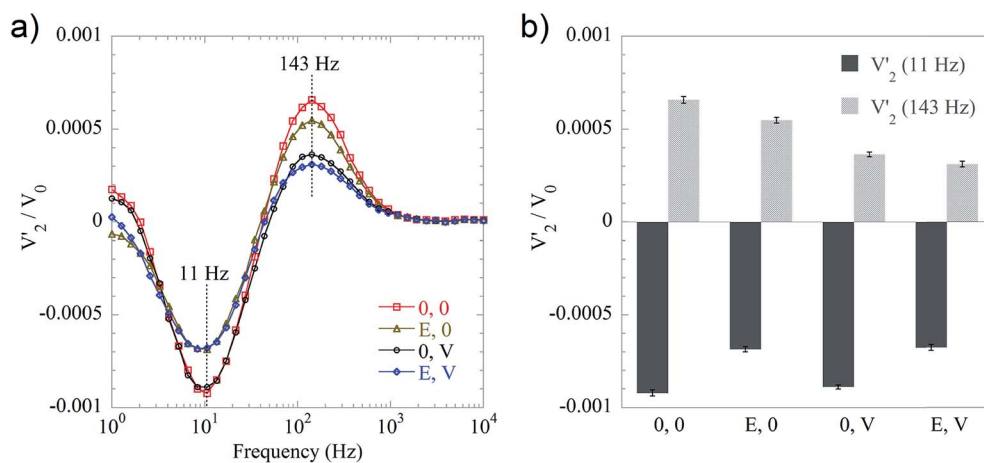 a)
0.001
0.0005
0
-0.0005
-0.001
V'2 / V0
143 Hz
11 Hz
0, 0
E, 0
0, V
E, V
10^0
10^1
10^2
10^3
10^4
Frequency (Hz)
b)
0.001
0.0005
0
-0.0005
-0.001
V'2 / V0
V'2 (11 Hz)
V'2 (143 Hz)
0, 0
E, 0
0, V
E, V